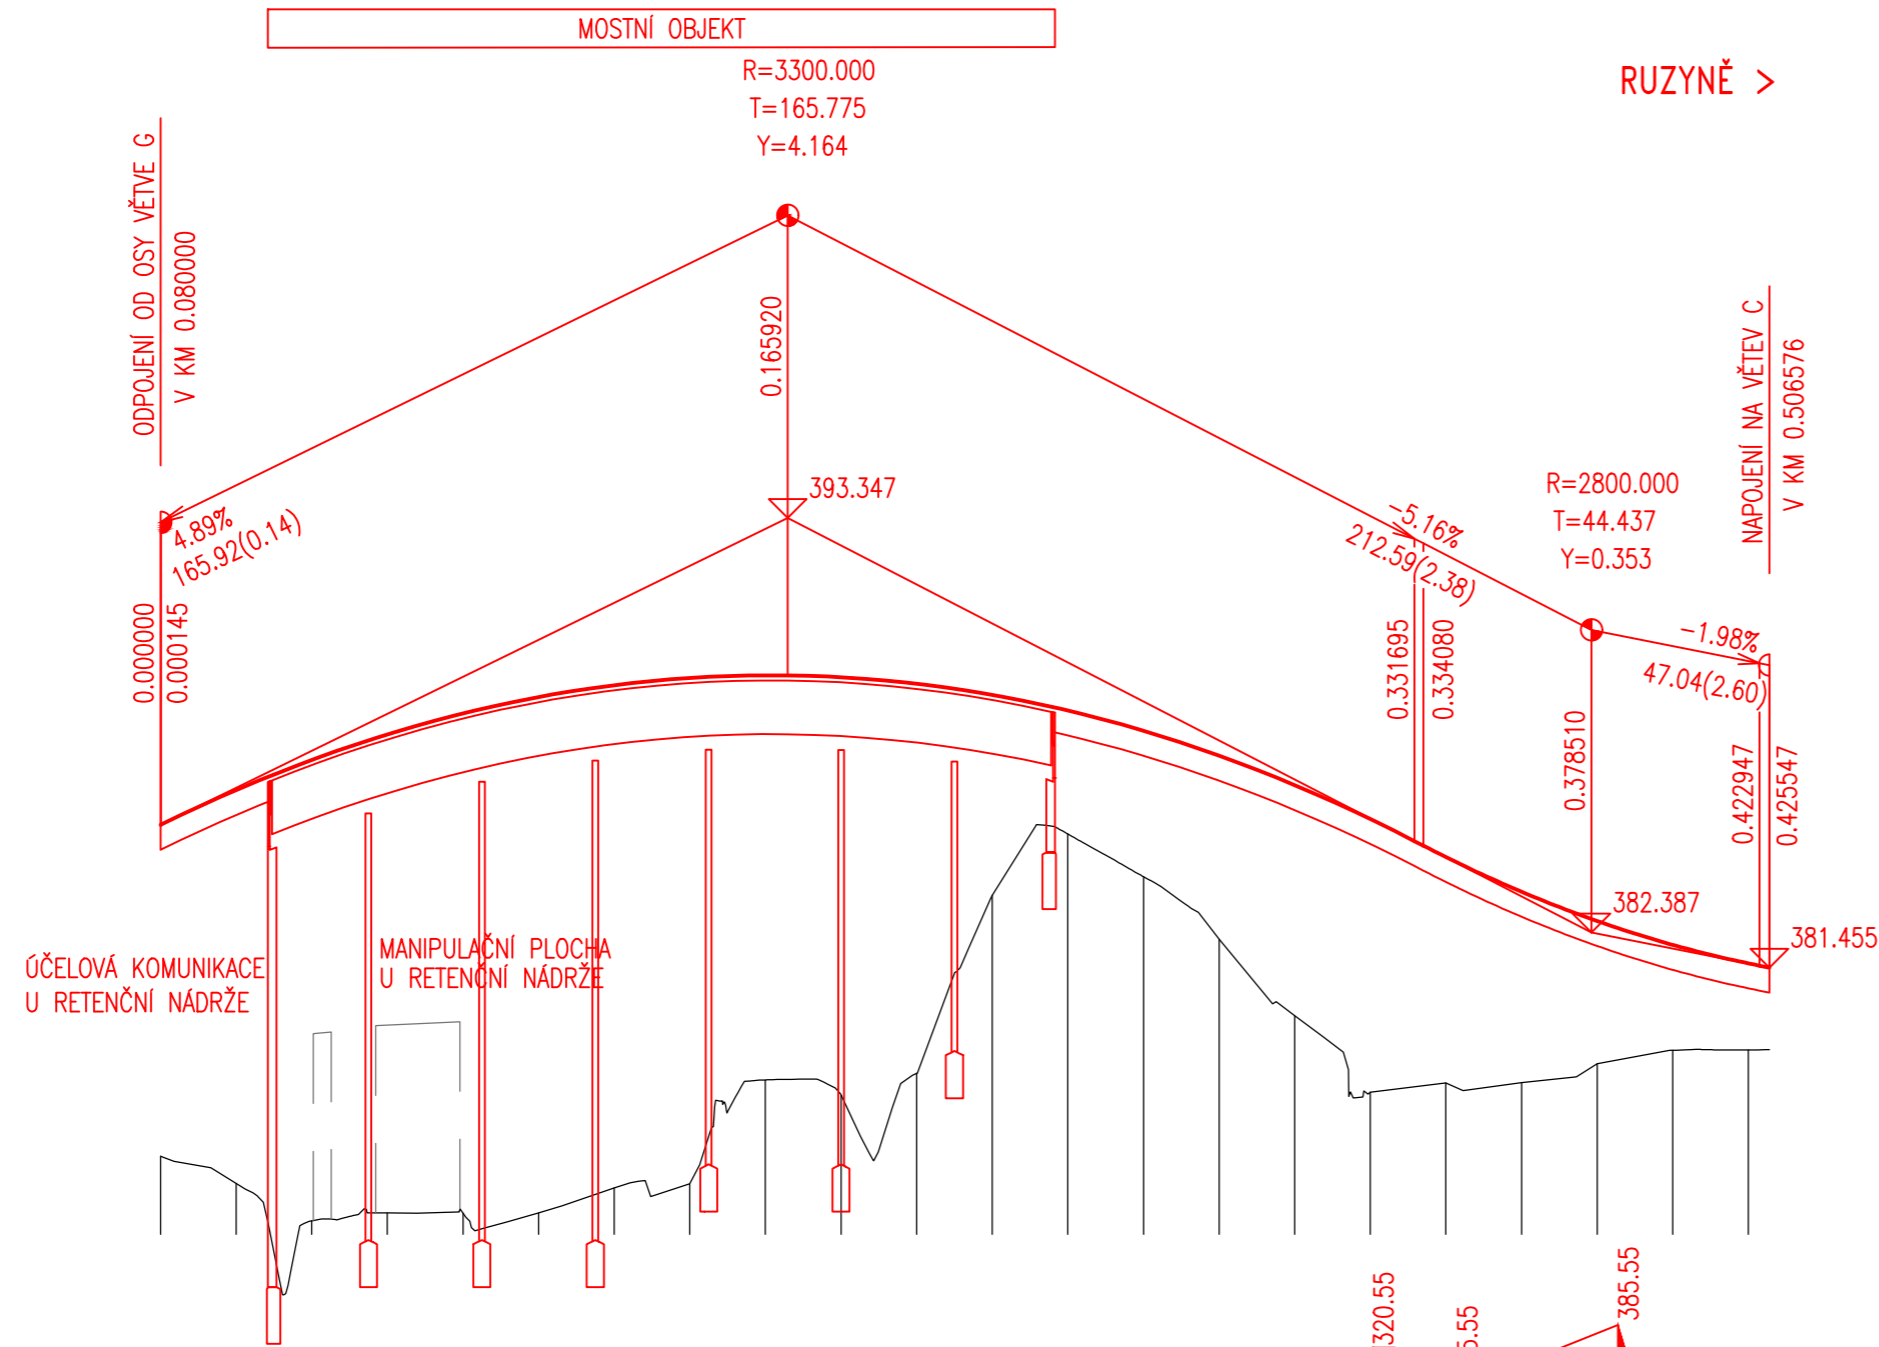 MOSTNÍ OBJEKT
R=3300.000
T=165.775
Y=4.164
RUZYNĚ >
ODPOJENÍ OD OSY VĚTVE G
V KM 0.080000
0.165920
NAPOJENÍ NA VĚTEV C
V KM 0.506576
393.347
4.89%
165.92(0.14)
-5.16%
212.59(2.38)
R=2800.000
T=44.437
Y=0.353
0.000000
0.000145
0.331695
0.334080
-1.98%
47.04(2.60)
0.378510
0.422947
0.425547
382.387
381.455
ÚČELOVÁ KOMUNIKACE
U RETENČNÍ NÁDRŽE
MANIPULAČNÍ PLOCHA
U RETENČNÍ NÁDRŽE
320.55
5.55
385.55